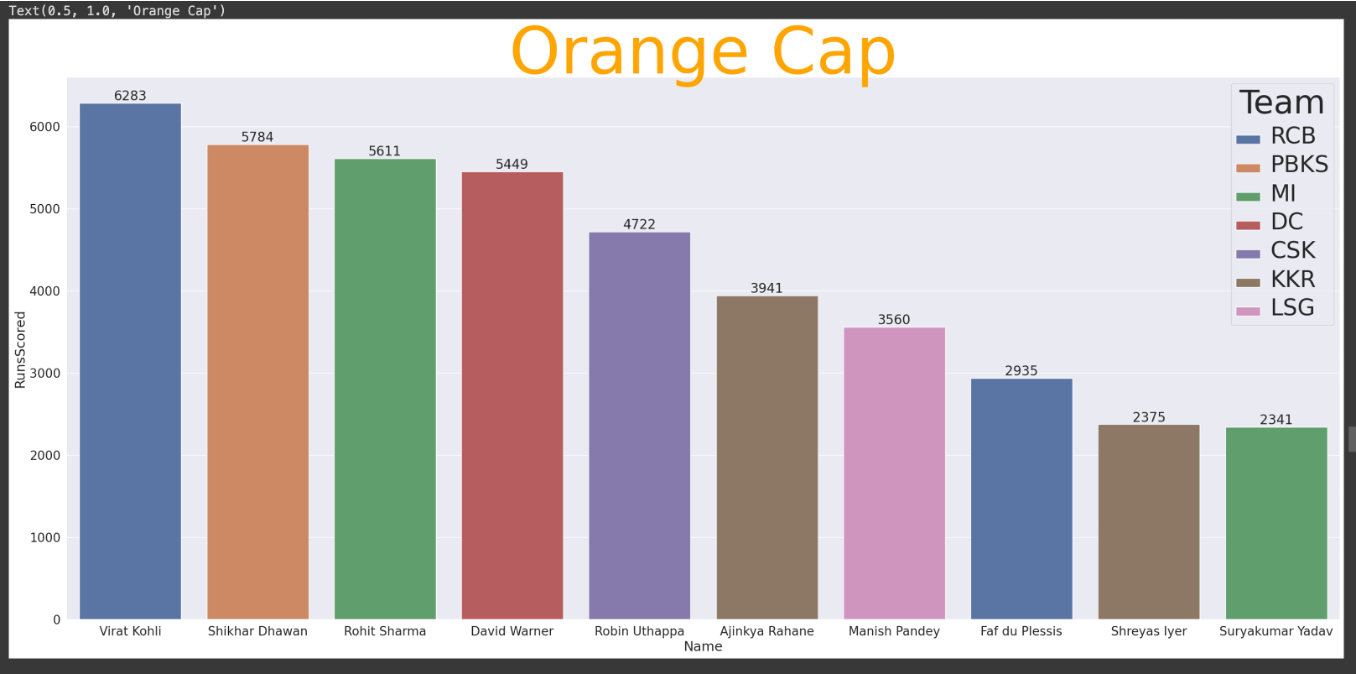 Text(0.5, 1.0, 'Orange Cap')
Orange Cap
Team
RCB
PBKS
MI
DC
CSK
KKR
LSG
6283
5784
5611
5449
4722
3941
3560
2935
2375
2341
RunsScored
6000
5000
4000
3000
2000
1000
0
Virat Kohli Shikhar Dhawan Rohit Sharma David Warner Robin Uthappa Ajinkya Rahane Manish Pandey Faf du Plessis Shreyas Iyer Suryakumar Yadav
Name